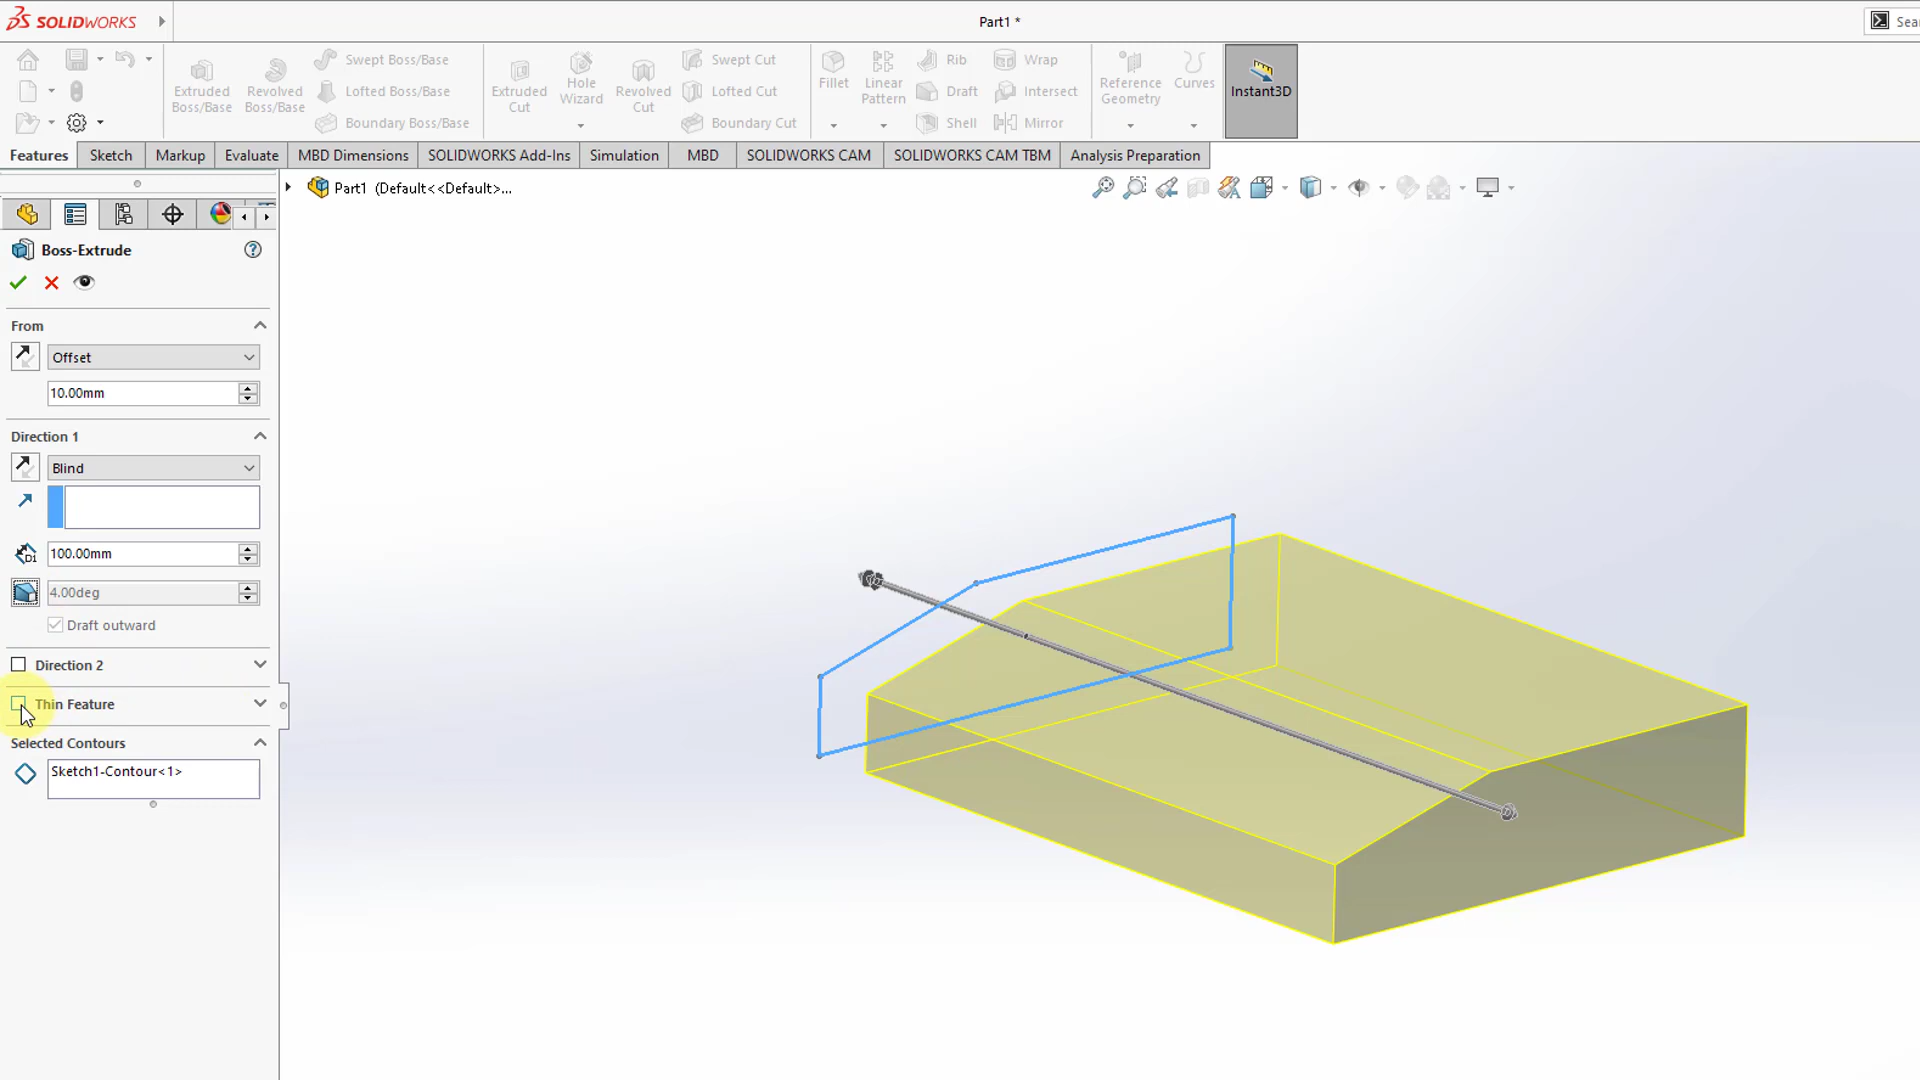 SOLIDWORKS
Part1 *
Sear
Extruded Boss/Base
Revolved Boss/Base
Swept Boss/Base
Lofted Boss/Base
Boundary Boss/Base
Extruded Cut
Hole Wizard
Revolved Cut
Swept Cut
Lofted Cut
Boundary Cut
Fillet
Linear Pattern
Rib
Draft
Shell
Wrap
Intersect
Mirror
Reference Geometry
Curves
Instant3D
Features
Sketch
Markup
Evaluate
MBD Dimensions
SOLIDWORKS Add-Ins
Simulation
MBD
SOLIDWORKS CAM
SOLIDWORKS CAM TBM
Analysis Preparation
Part1 (Default<<Default>...
Boss-Extrude
From
Offset
10.00mm
Direction 1
Blind
D1
100.00mm
4.00deg
Draft outward
Direction 2
Thin Feature
Selected Contours
Sketch1-Contour<1>